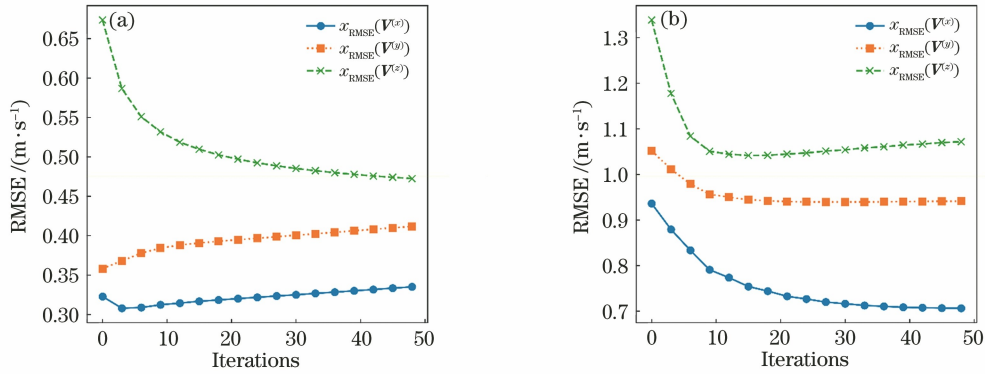 (a)
x_RMSE(V^(x))
x_RMSE(V^(y))
x_RMSE(V^(z))
0.65
0.60
0.55
0.50
0.45
0.40
0.35
0.30
RMSE /(m·s⁻¹)
0 10 20 30 40 50
Iterations
(b)
x_RMSE(V^(x))
x_RMSE(V^(y))
x_RMSE(V^(z))
1.3
1.2
1.1
1.0
0.9
0.8
0.7
RMSE /(m·s⁻¹)
0 10 20 30 40 50
Iterations